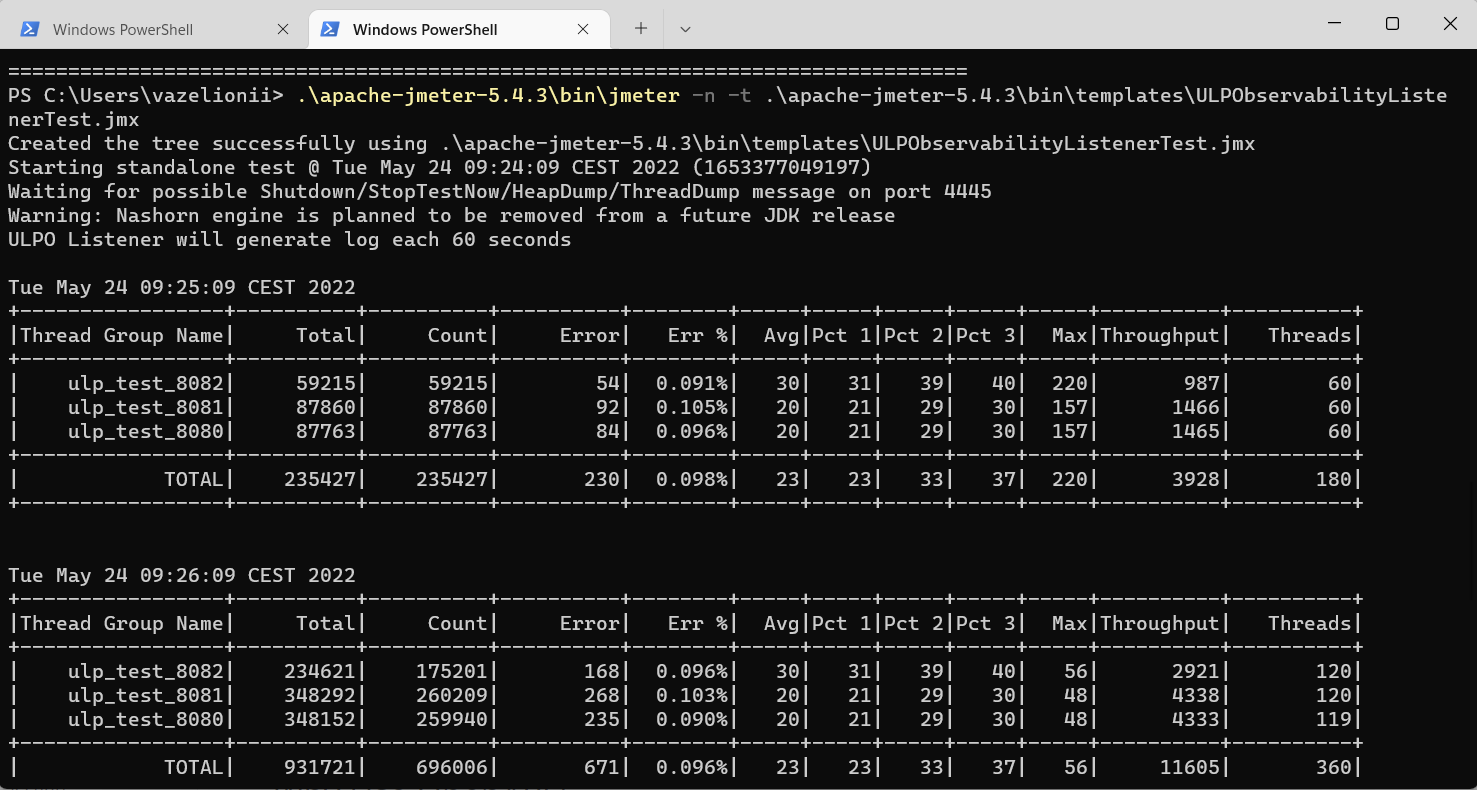 Windows PowerShell
Windows PowerShell
================================================================================
PS C:\Users\vazelionii> .\apache-jmeter-5.4.3\bin\jmeter -n -t .\apache-jmeter-5.4.3\bin\templates\ULPObservabilityListe
nerTest.jmx
Created the tree successfully using .\apache-jmeter-5.4.3\bin\templates\ULPObservabilityListenerTest.jmx
Starting standalone test @ Tue May 24 09:24:09 CEST 2022 (1653377049197)
Waiting for possible Shutdown/StopTestNow/HeapDump/ThreadDump message on port 4445
Warning: Nashorn engine is planned to be removed from a future JDK release
ULPO Listener will generate log each 60 seconds
Tue May 24 09:25:09 CEST 2022
+-----------------+----------+----------+----------+--------+-----+-----+-----+-----+-----+----------+----------+
|Thread Group Name|     Total|     Count|     Error|   Err %|  Avg|Pct 1|Pct 2|Pct 3|  Max|Throughput|   Threads|
+-----------------+----------+----------+----------+--------+-----+-----+-----+-----+-----+----------+----------+
|    ulp_test_8082|     59215|     59215|        54|  0.091%|   30|   31|   39|   40|  220|       987|        60|
|    ulp_test_8081|     87860|     87860|        92|  0.105%|   20|   21|   29|   30|  157|      1466|        60|
|    ulp_test_8080|     87763|     87763|        84|  0.096%|   20|   21|   29|   30|  157|      1465|        60|
+-----------------+----------+----------+----------+--------+-----+-----+-----+-----+-----+----------+----------+
|            TOTAL|    235427|    235427|       230|  0.098%|   23|   23|   33|   37|  220|      3928|       180|
+-----------------+----------+----------+----------+--------+-----+-----+-----+-----+-----+----------+----------+
Tue May 24 09:26:09 CEST 2022
+-----------------+----------+----------+----------+--------+-----+-----+-----+-----+-----+----------+----------+
|Thread Group Name|     Total|     Count|     Error|   Err %|  Avg|Pct 1|Pct 2|Pct 3|  Max|Throughput|   Threads|
+-----------------+----------+----------+----------+--------+-----+-----+-----+-----+-----+----------+----------+
|    ulp_test_8082|    234621|    175201|       168|  0.096%|   30|   31|   39|   40|   56|      2921|       120|
|    ulp_test_8081|    348292|    260209|       268|  0.103%|   20|   21|   29|   30|   48|      4338|       120|
|    ulp_test_8080|    348152|    259940|       235|  0.090%|   20|   21|   29|   30|   48|      4333|       119|
+-----------------+----------+----------+----------+--------+-----+-----+-----+-----+-----+----------+----------+
|            TOTAL|    931721|    696006|       671|  0.096%|   23|   23|   33|   37|   56|     11605|       360|